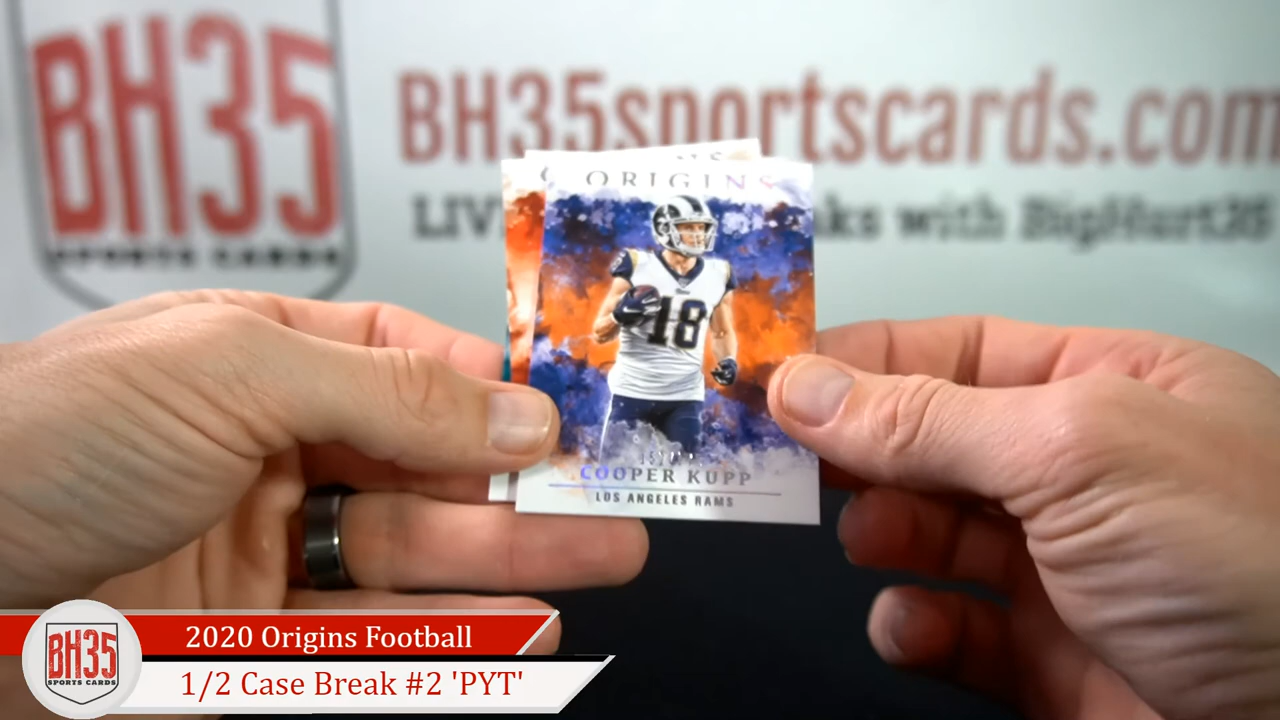 BH35
SPORTS CARDS
BH35sportscards.com
LIV ks with BigHurt35
ORIGINS
18
COOPER KUPP
LOS ANGELES RAMS
2020 Origins Football
1/2 Case Break #2 'PYT'
BH35
SPORTS CARDS